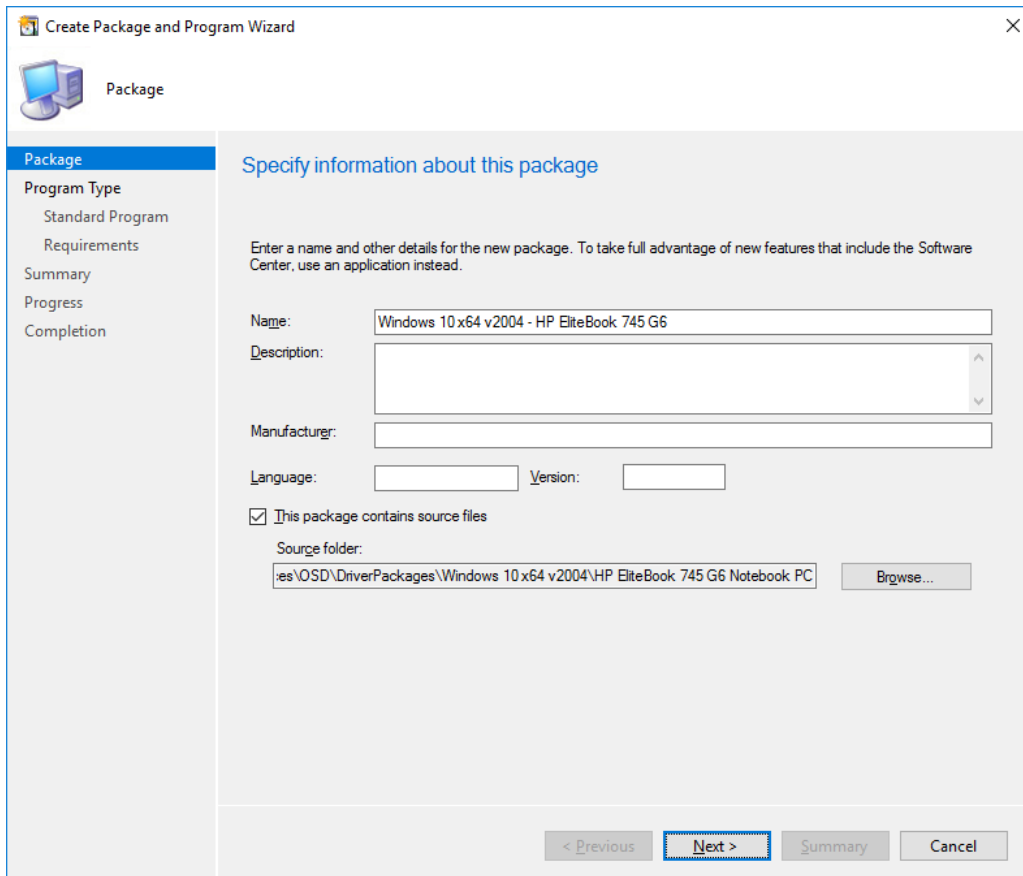 Create Package and Program Wizard
Package
Package
Program Type
Standard Program
Requirements
Summary
Progress
Completion
Specify information about this package
Enter a name and other details for the new package. To take full advantage of new features that include the Software
Center, use an application instead.
Name:
Windows 10 x64 v2004 - HP EliteBook 745 G6
Description:
Manufacturer:
Language:
Version:
This package contains source files
Source folder:
:es\OSD\DriverPackages\Windows 10 x64 v2004\HP EliteBook 745 G6 Notebook PC
Browse...
< Previous
Next >
Summary
Cancel